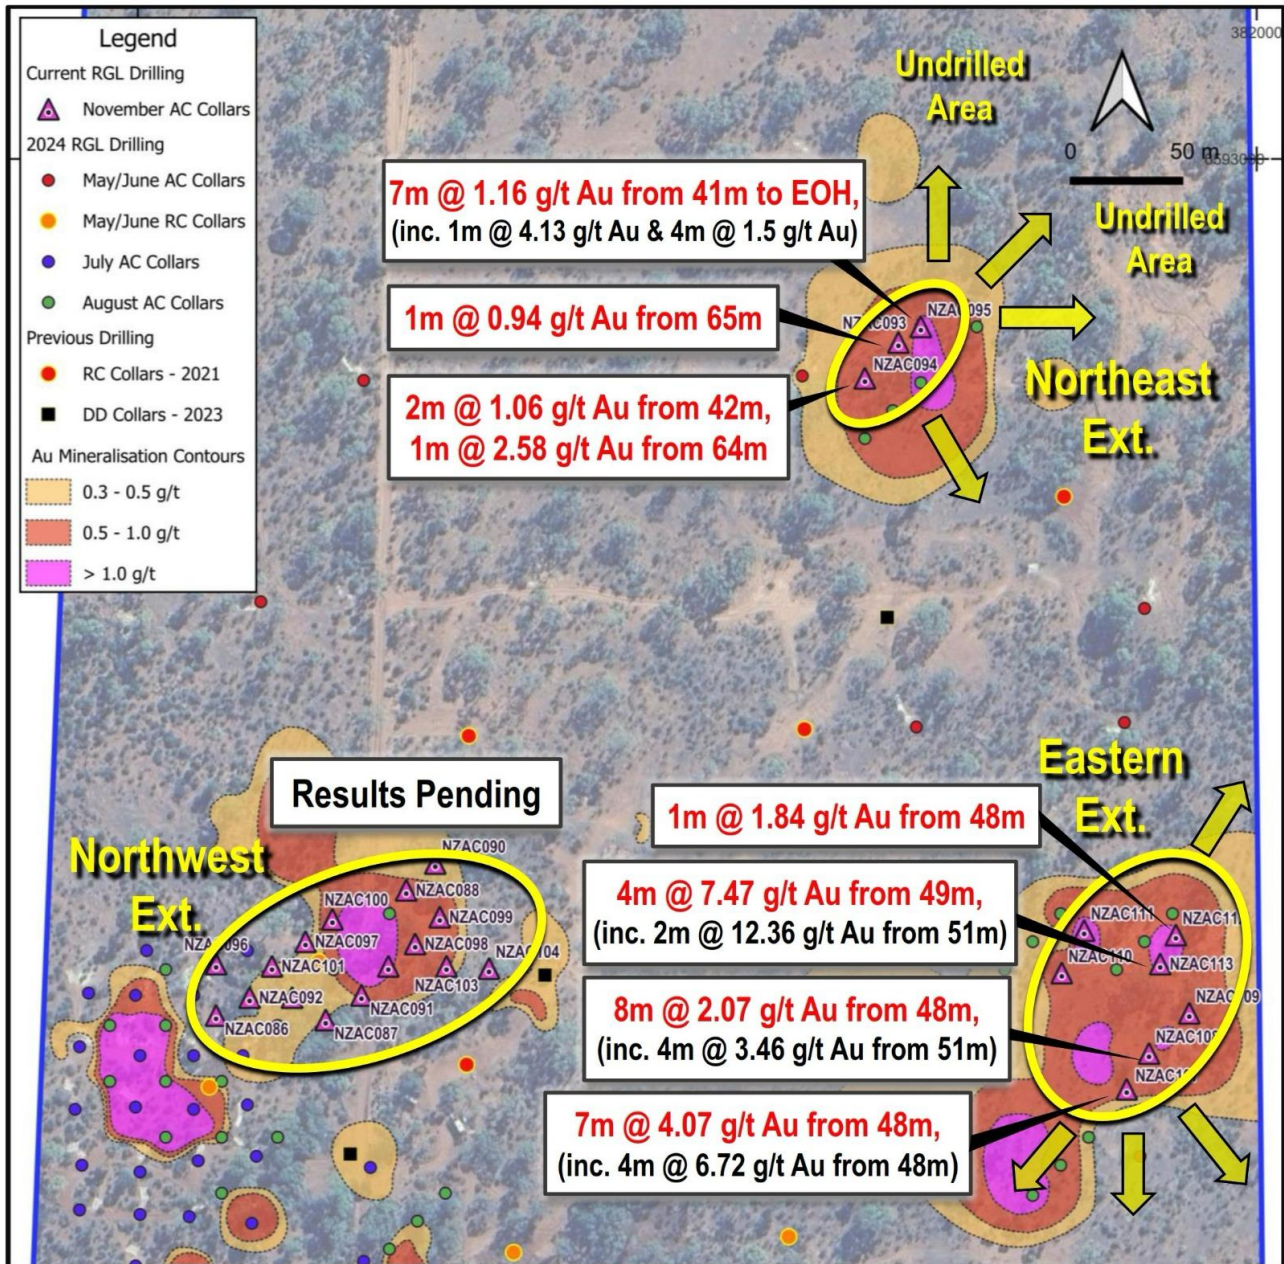 Legend
Current RGL Drilling
November AC Collars
2024 RGL Drilling
May/June AC Collars
May/June RC Collars
July AC Collars
August AC Collars
Previous Drilling
RC Collars - 2021
DD Collars - 2023
Au Mineralisation Contours
0.3 - 0.5 g/t
0.5 - 1.0 g/t
> 1.0 g/t
382000
Undrilled
Area
0
50 m
Undrilled
Area
7m @ 1.16 g/t Au from 41m to EOH,
(inc. 1m @ 4.13 g/t Au & 4m @ 1.5 g/t Au)
1m @ 0.94 g/t Au from 65m
2m @ 1.06 g/t Au from 42m,
1m @ 2.58 g/t Au from 64m
NZAC093
NZAC095
NZAC094
Northeast
Ext.
Results Pending
Northwest
Ext.
NZAC090
NZAC088
NZAC100
NZAC099
NZAC097
NZAC098
NZAC101
NZAC103
NZAC092
NZAC091
NZAC086
NZAC087
Eastern
Ext.
1m @ 1.84 g/t Au from 48m
4m @ 7.47 g/t Au from 49m,
(inc. 2m @ 12.36 g/t Au from 51m)
8m @ 2.07 g/t Au from 48m,
(inc. 4m @ 3.46 g/t Au from 51m)
7m @ 4.07 g/t Au from 48m,
(inc. 4m @ 6.72 g/t Au from 48m)
NZAC111
NZAC11
NZAC110
NZAC113